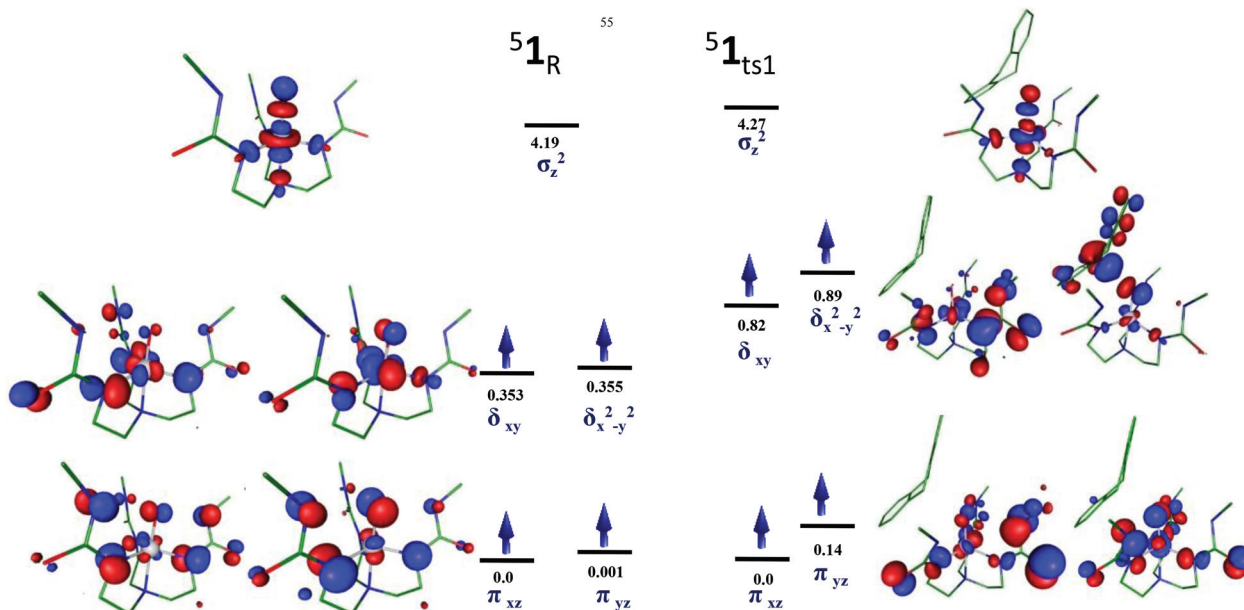 55
⁵1R
4.19
σz²
0.353
δxy
0.355
δx²-y²
0.0
πxz
0.001
πyz
⁵1ts1
4.27
σz²
0.82
δxy
0.89
δx²-y²
0.0
πxz
0.14
πyz